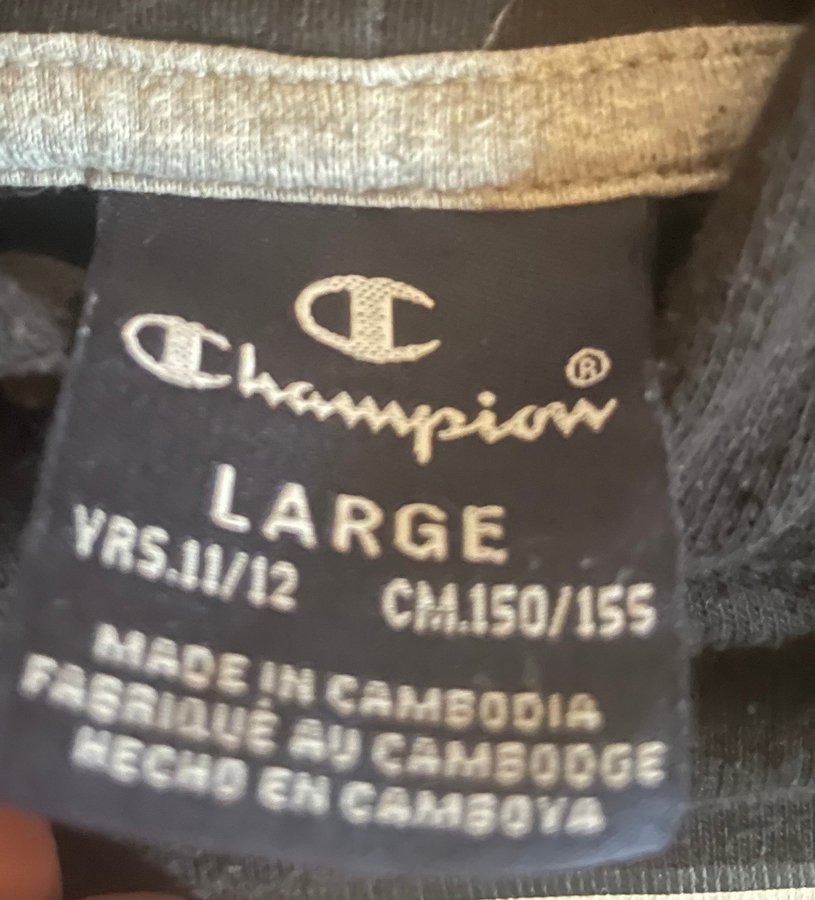 Champion®
LARGE
YRS.11/12 CM.150/155
MADE IN CAMBODIA
FABRIQUÉ AU CAMBODGE
HECHO EN CAMBOYA